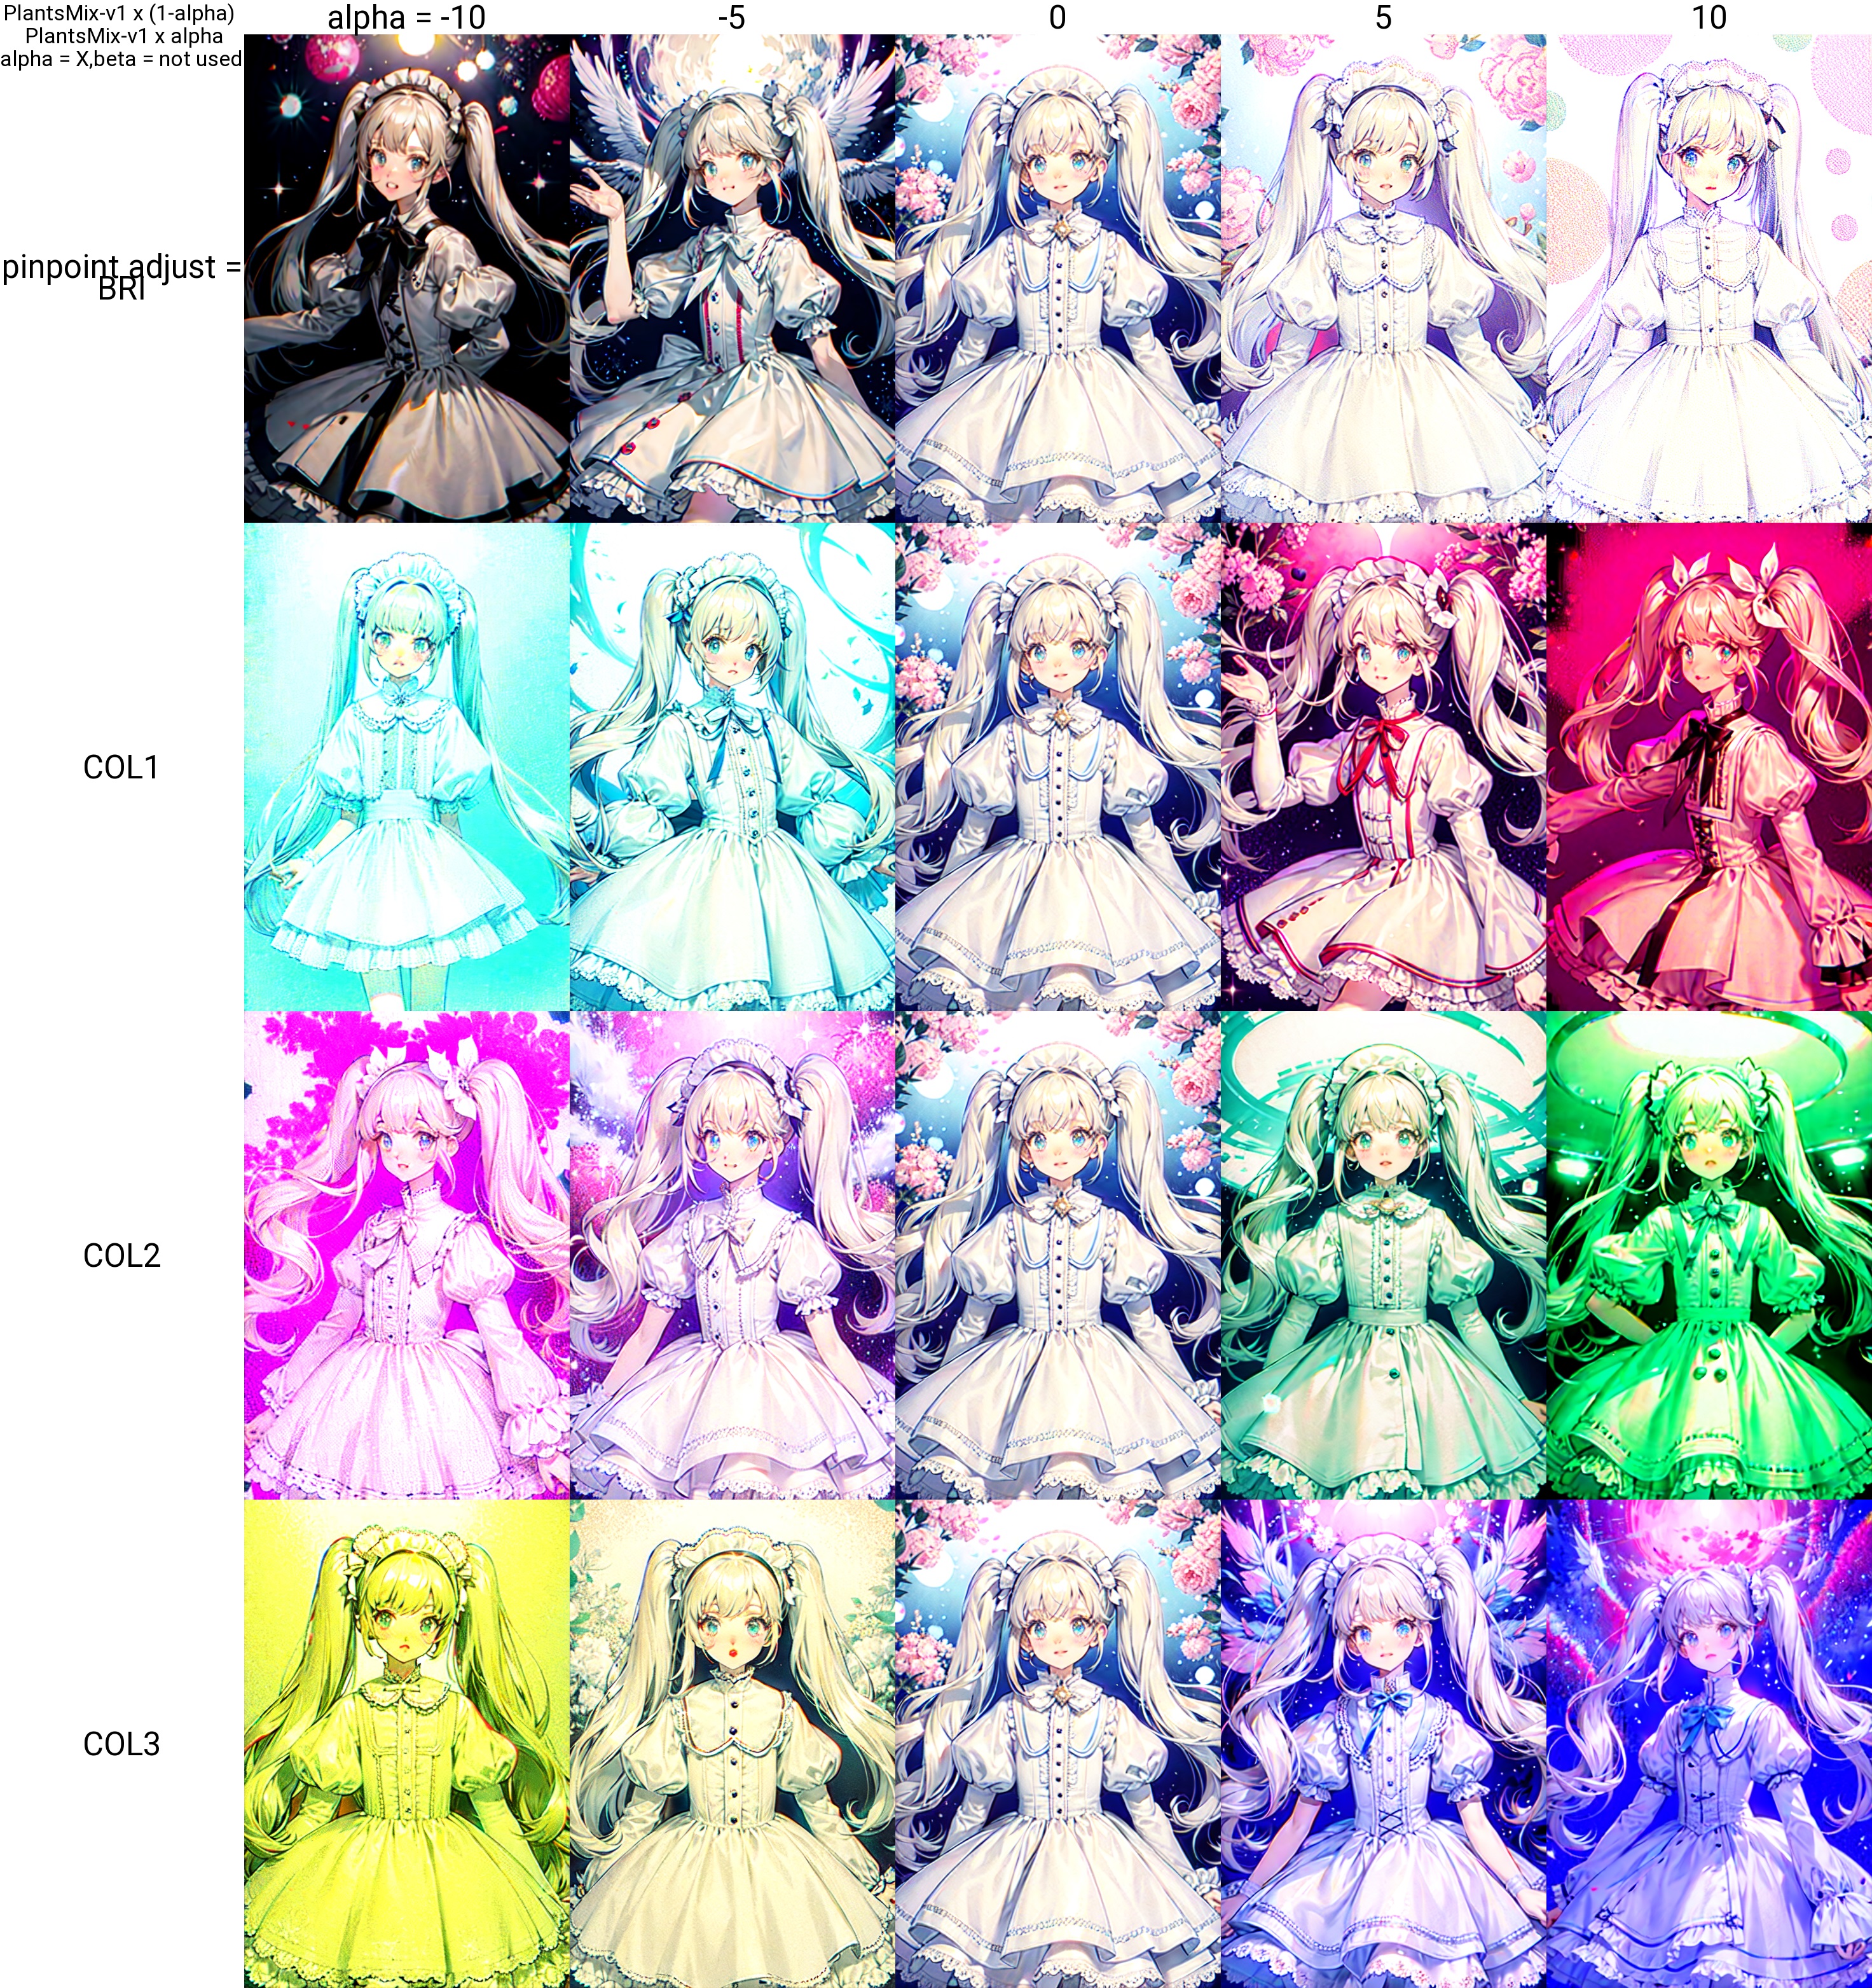 PlantsMix-v1 x (1-alpha)
PlantsMix-v1 x alpha
alpha = X,beta = not used
alpha = -10
-5
0
5
10
pinpoint adjust =
BRI
COL1
COL2
COL3